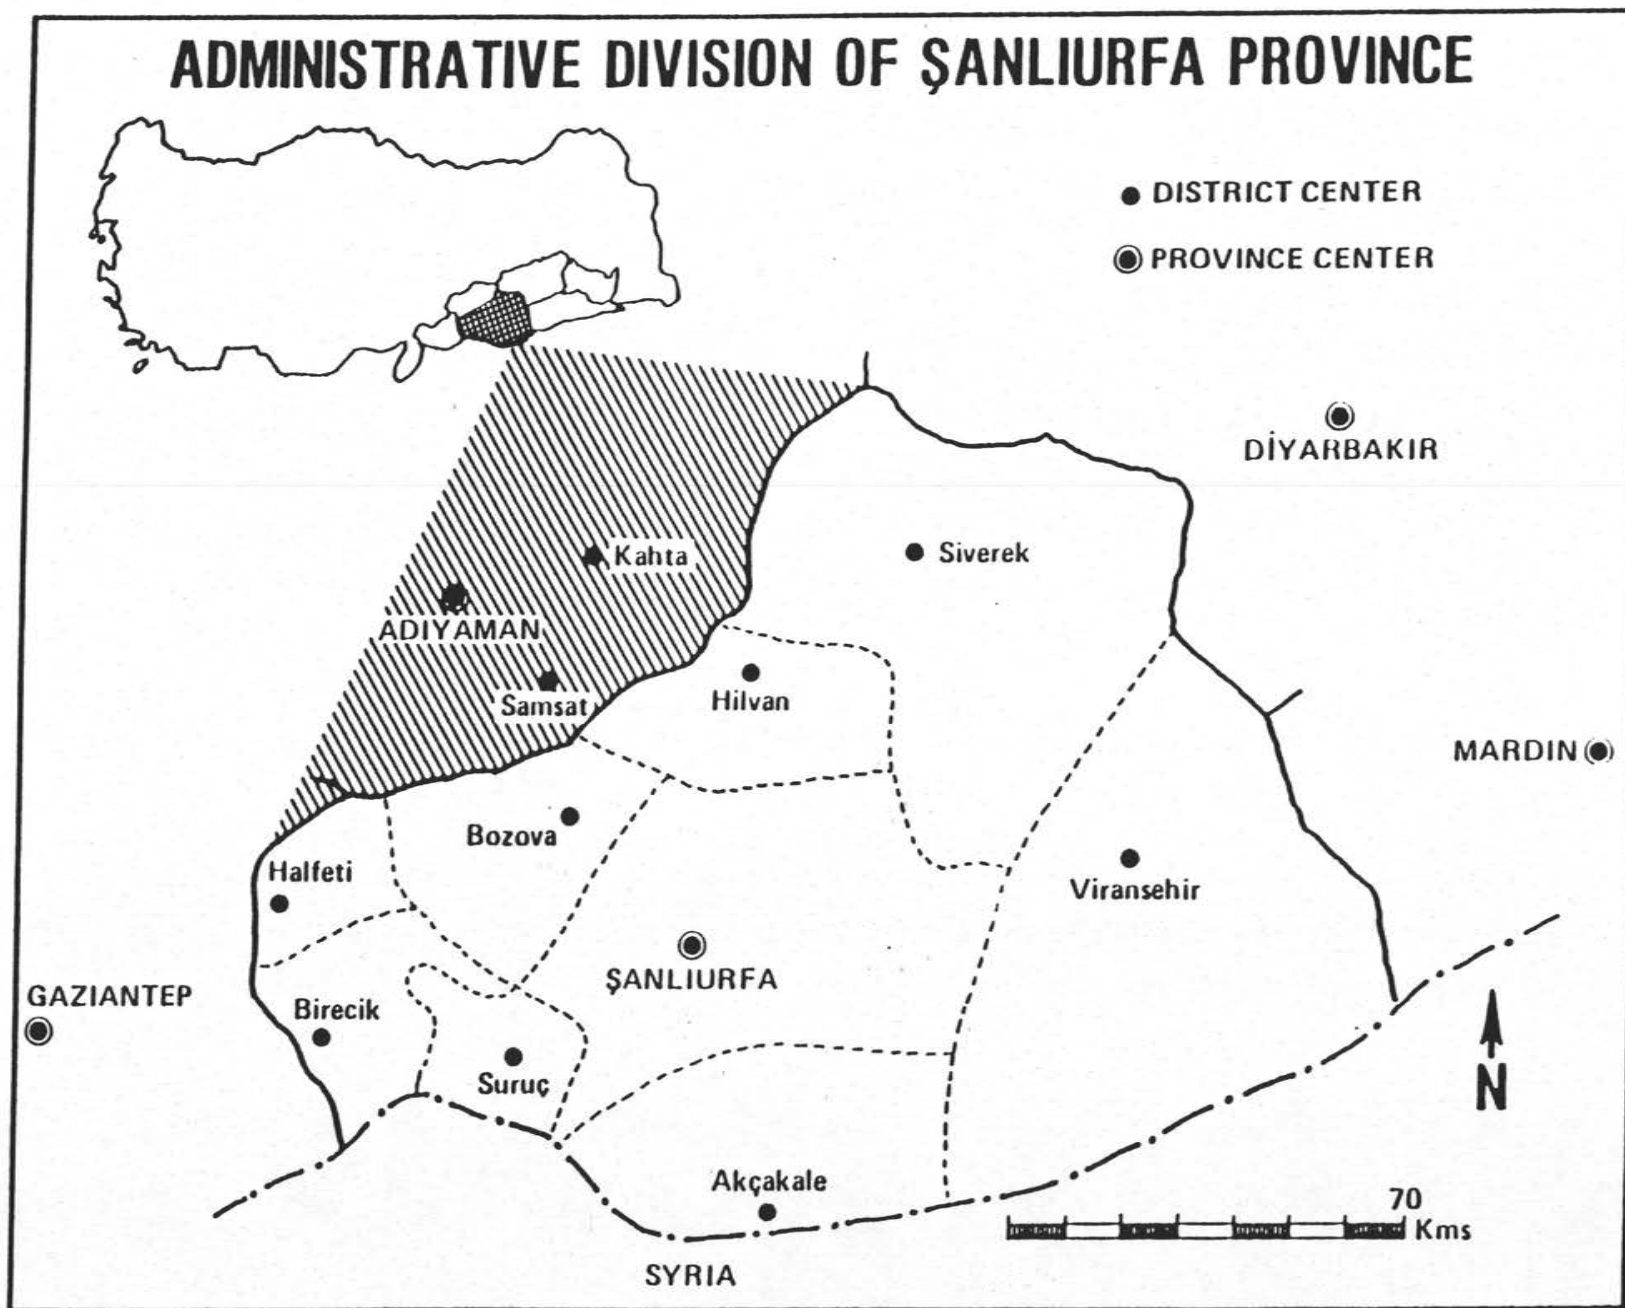 ADMINISTRATIVE DIVISION OF ŞANLIURFA PROVINCE
DISTRICT CENTER
PROVINCE CENTER
DİYARBAKIR
Kahta
Siverek
ADIYAMAN
Samsat
Hilvan
MARDIN
Bozova
Halfeti
Viransehir
ŞANLIURFA
GAZIANTEP
Birecik
Suruç
N
Akçakale
70
Kms
SYRIA